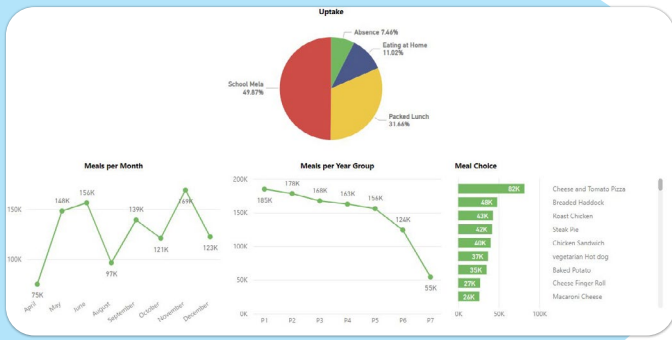 Uptake
Absence 7.46%
Eating at Home
11.02%
School Mela
49.87%
Packed Lunch
31.64%
Meals per Month
150K
100K
75K
148K
156K
97K
139K
121K
169K
123K
April
May
June
August
September
October
November
December
Meals per Year Group
200K
150K
100K
50K
0K
185K
178K
168K
163K
156K
124K
55K
P1
P2
P3
P4
P5
P6
P7
Meal Choice
82K Cheese and Tomato Pizza
48K Breaded Haddock
43K Roast Chicken
42K Steak Pie
40K Chicken Sandwich
37K vegetarian Hot dog
35K Baked Potato
27K Cheese Finger Roll
26K Macaroni Cheese
0K
50K
100K